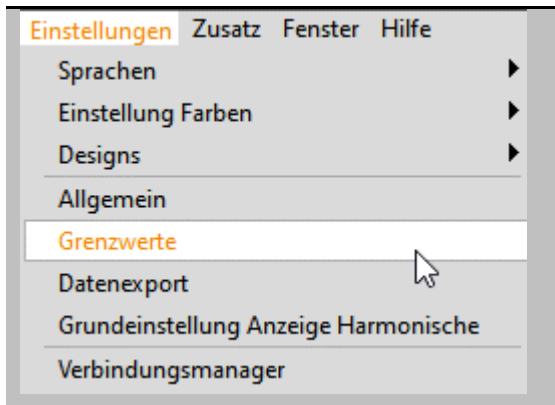 Einstellungen Zusatz Fenster Hilfe
Sprachen
Einstellung Farben
Designs
Allgemein
Grenzwerte
Datenexport
Grundeinstellung Anzeige Harmonische
Verbindungsmanager